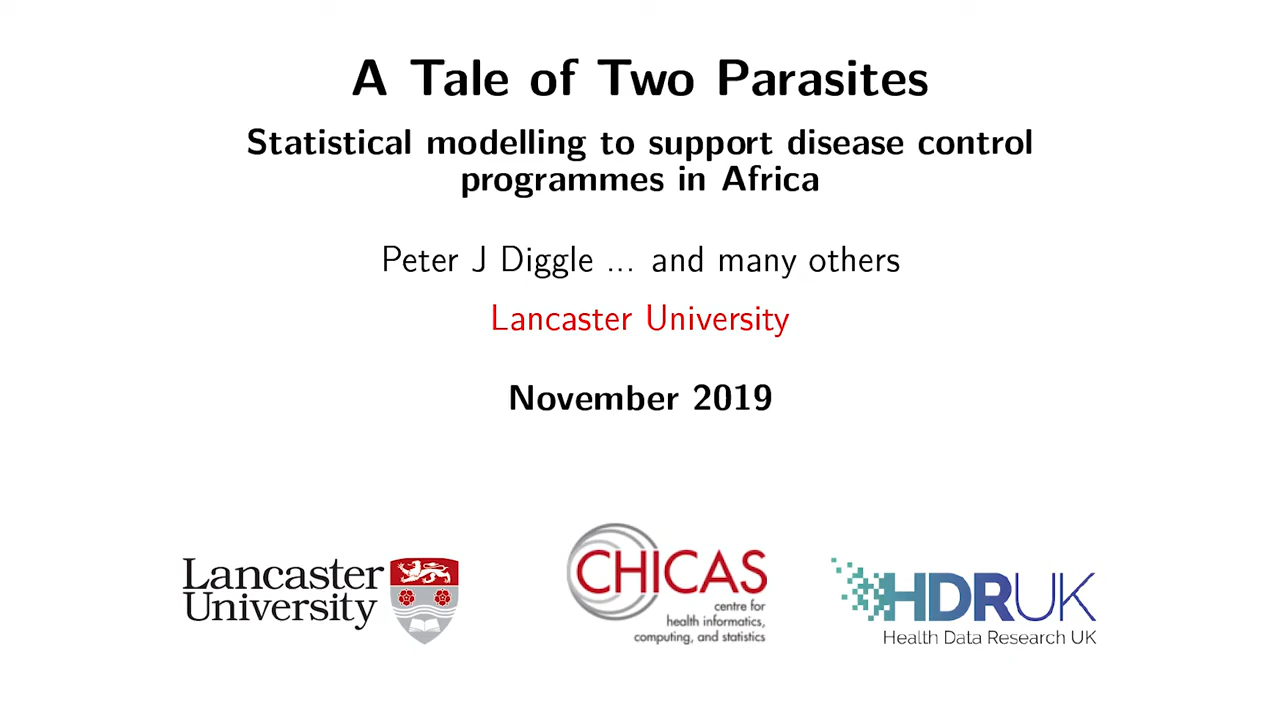 A Tale of Two Parasites
Statistical modelling to support disease control
programmes in Africa
Peter J Diggle ... and many others
Lancaster University
November 2019
Lancaster
University
CHICAS
centre for
health informatics,
computing, and statistics
HDRUK
Health Data Research UK